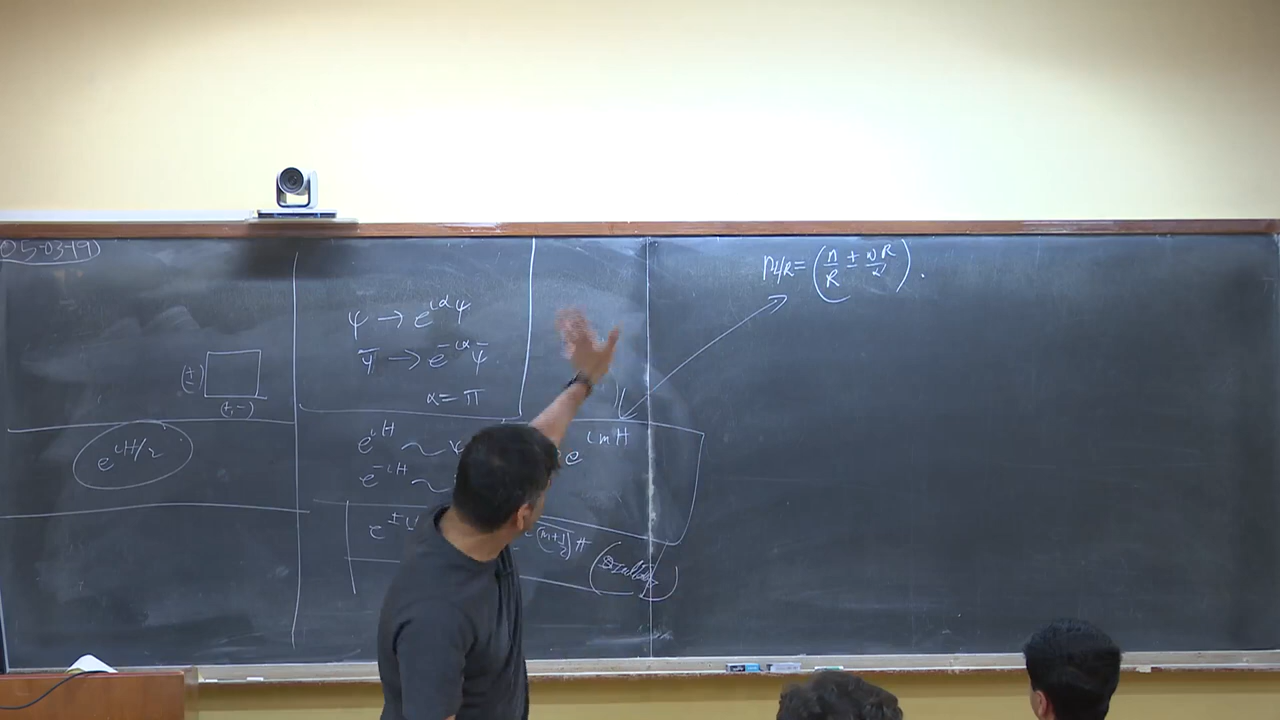 05-03-19
(±)
(+,-)
e^{iH/2}
ψ → e^{iα} ψ
ψ̄ → e^{-iα} ψ̄
α = π
e^{iH} ~ ψ
e^{-iH} ~
e^{imH}
(m+1/2)H
P_{L/R} = (n/R ± wR/α').